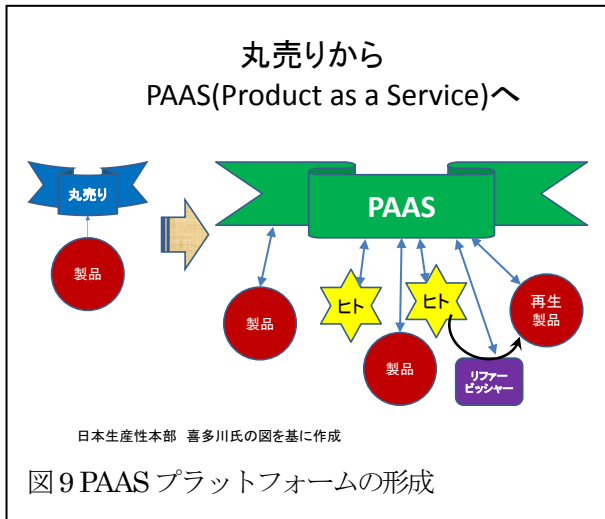 丸売りから
PAAS(Product as a Service)へ
丸売り
PAAS
製品
製品
ヒト
製品
ヒト
再生
製品
リファー
ビッシャー
日本生産性本部 喜多川氏の図を基に作成
図9 PAAS プラットフォームの形成